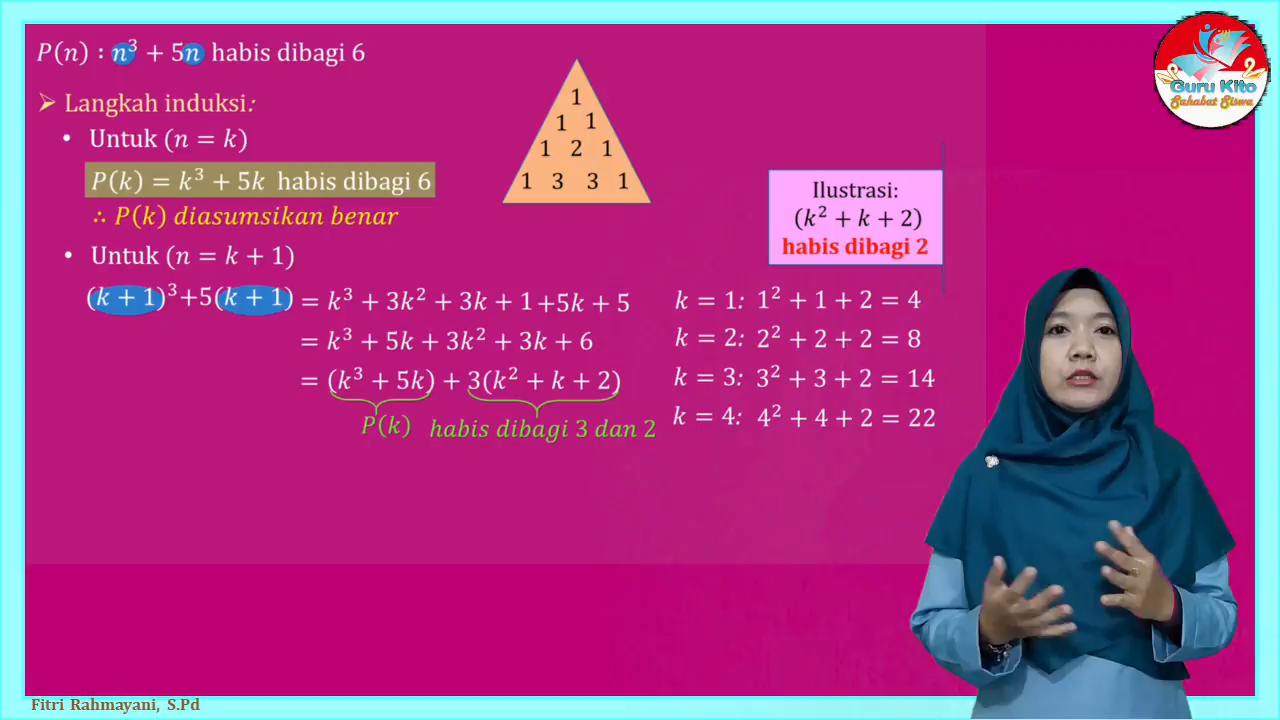 P(n) : n³ + 5n habis dibagi 6
➢ Langkah induksi:
• Untuk (n = k)
P(k) = k³ + 5k habis dibagi 6
∴ P(k) diasumsikan benar
• Untuk (n = k + 1)
(k + 1)³+5(k + 1) = k³ + 3k² + 3k + 1+5k + 5
= k³ + 5k + 3k² + 3k + 6
= (k³ + 5k) + 3(k² + k + 2)
P(k) habis dibagi 3 dan 2
1
1 1
1 2 1
1 3 3 1
Ilustrasi:
(k² + k + 2)
habis dibagi 2
k = 1: 1² + 1 + 2 = 4
k = 2: 2² + 2 + 2 = 8
k = 3: 3² + 3 + 2 = 14
k = 4: 4² + 4 + 2 = 22
Guru Kito
Sahabat Siswa
Fitri Rahmayani, S.Pd